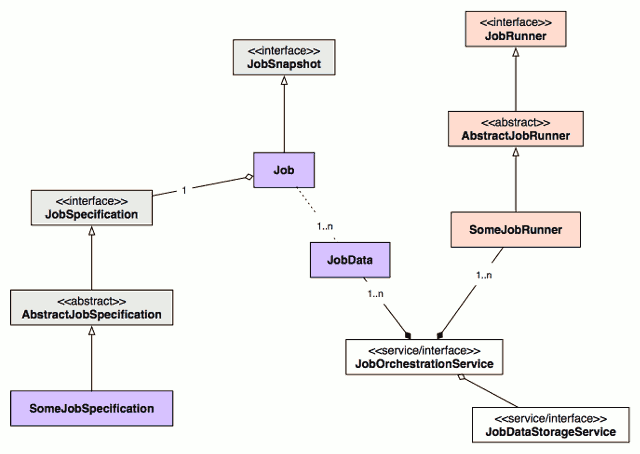 <<interface>>
JobRunner
<<interface>>
JobSnapshot
<<abstract>>
AbstractJobRunner
Job
1
<<interface>>
JobSpecification
SomeJobRunner
1..n
JobData
1..n
1..n
<<abstract>>
AbstractJobSpecification
<<service/interface>>
JobOrchestrationService
SomeJobSpecification
<<service/interface>>
JobDataStorageService